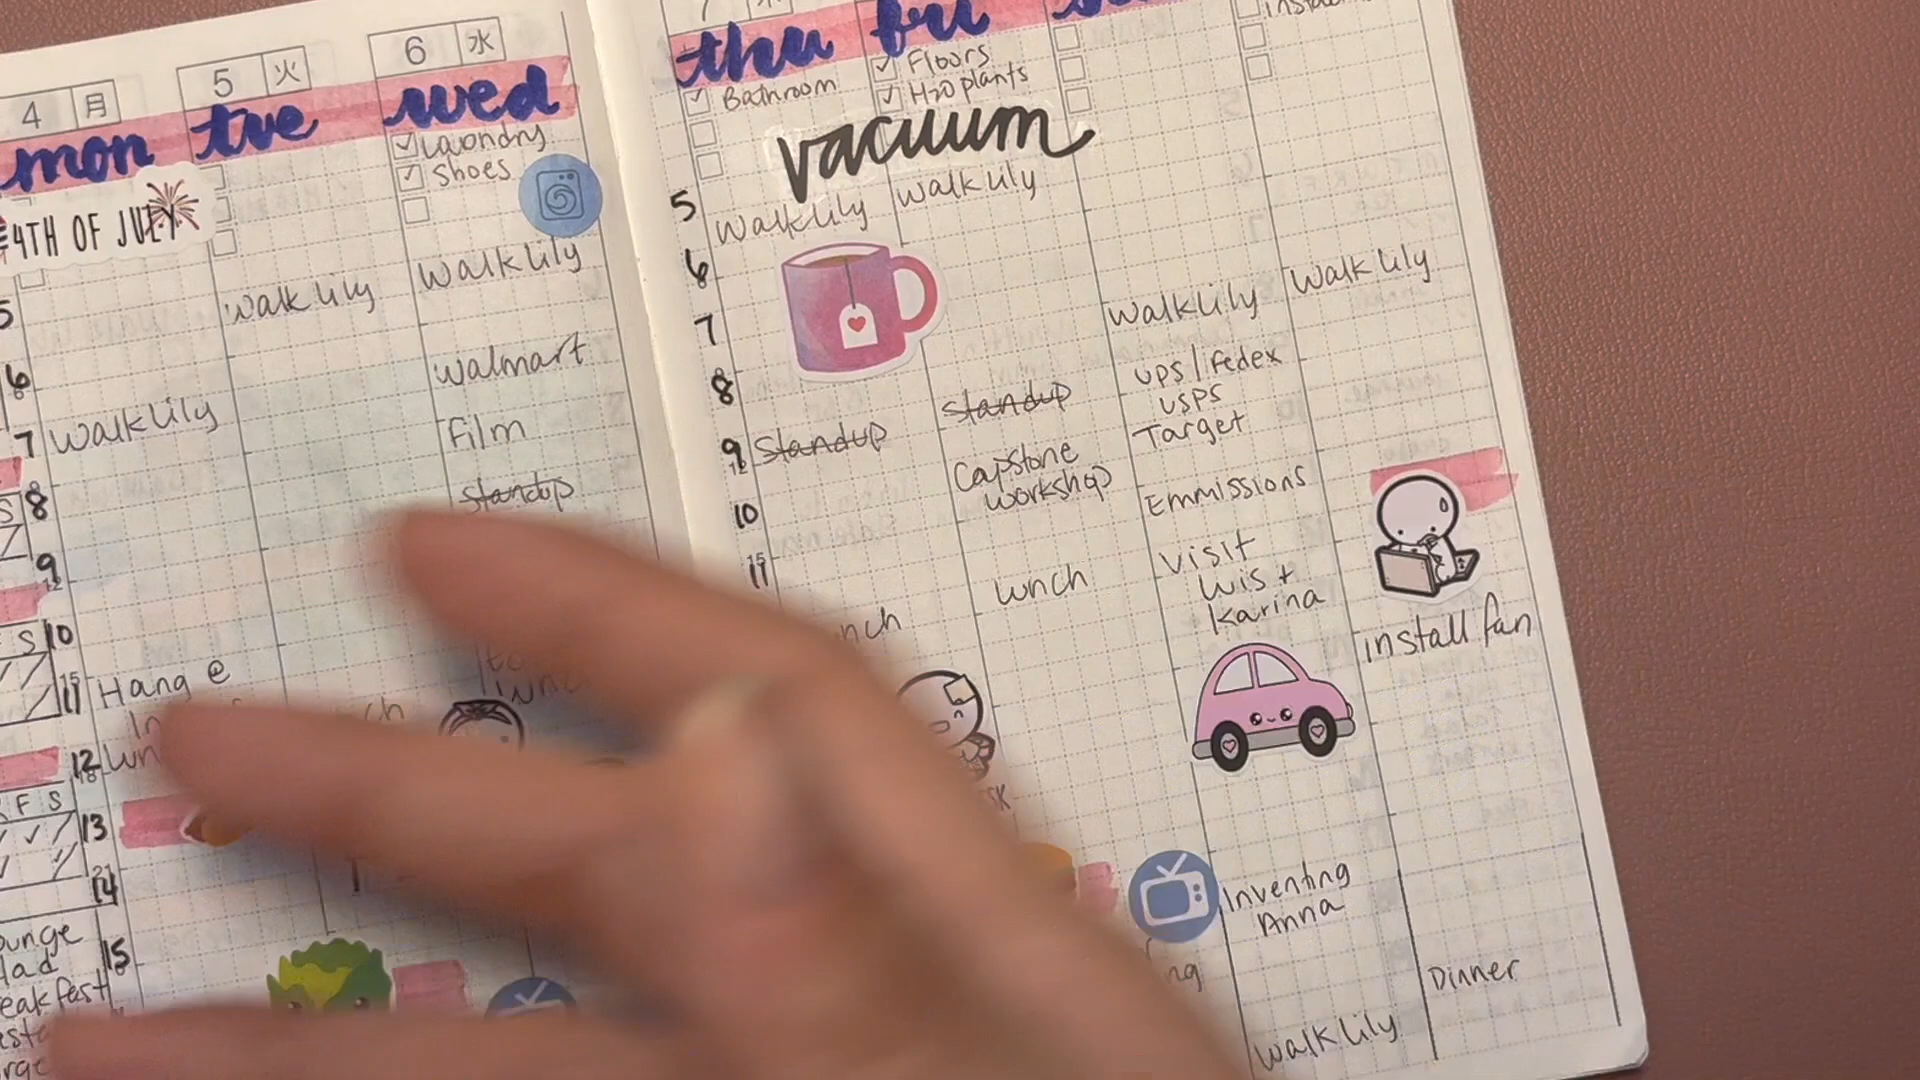 4 月
5 火
6 水
mon
tue
wed
Laundry
Shoes
4TH OF JULY
walk lily
walk lily
walmart
walk lily
film
standup
Hang @
5
6
7
8
9
10
11
12
13
14
15
S
S
F S
thu
fri
Bathroom
Floors
H2O plants
vacuum
5
6
7
8
9
10
11
walk lily
walk lily
walk lily
walk lily
standup
standup
Capstone
workshop
lunch
ups/fedex
usps
Target
Emmissions
Visit
Wis +
Karina
install fan
Inventing
Anna
Dinner
walk lily